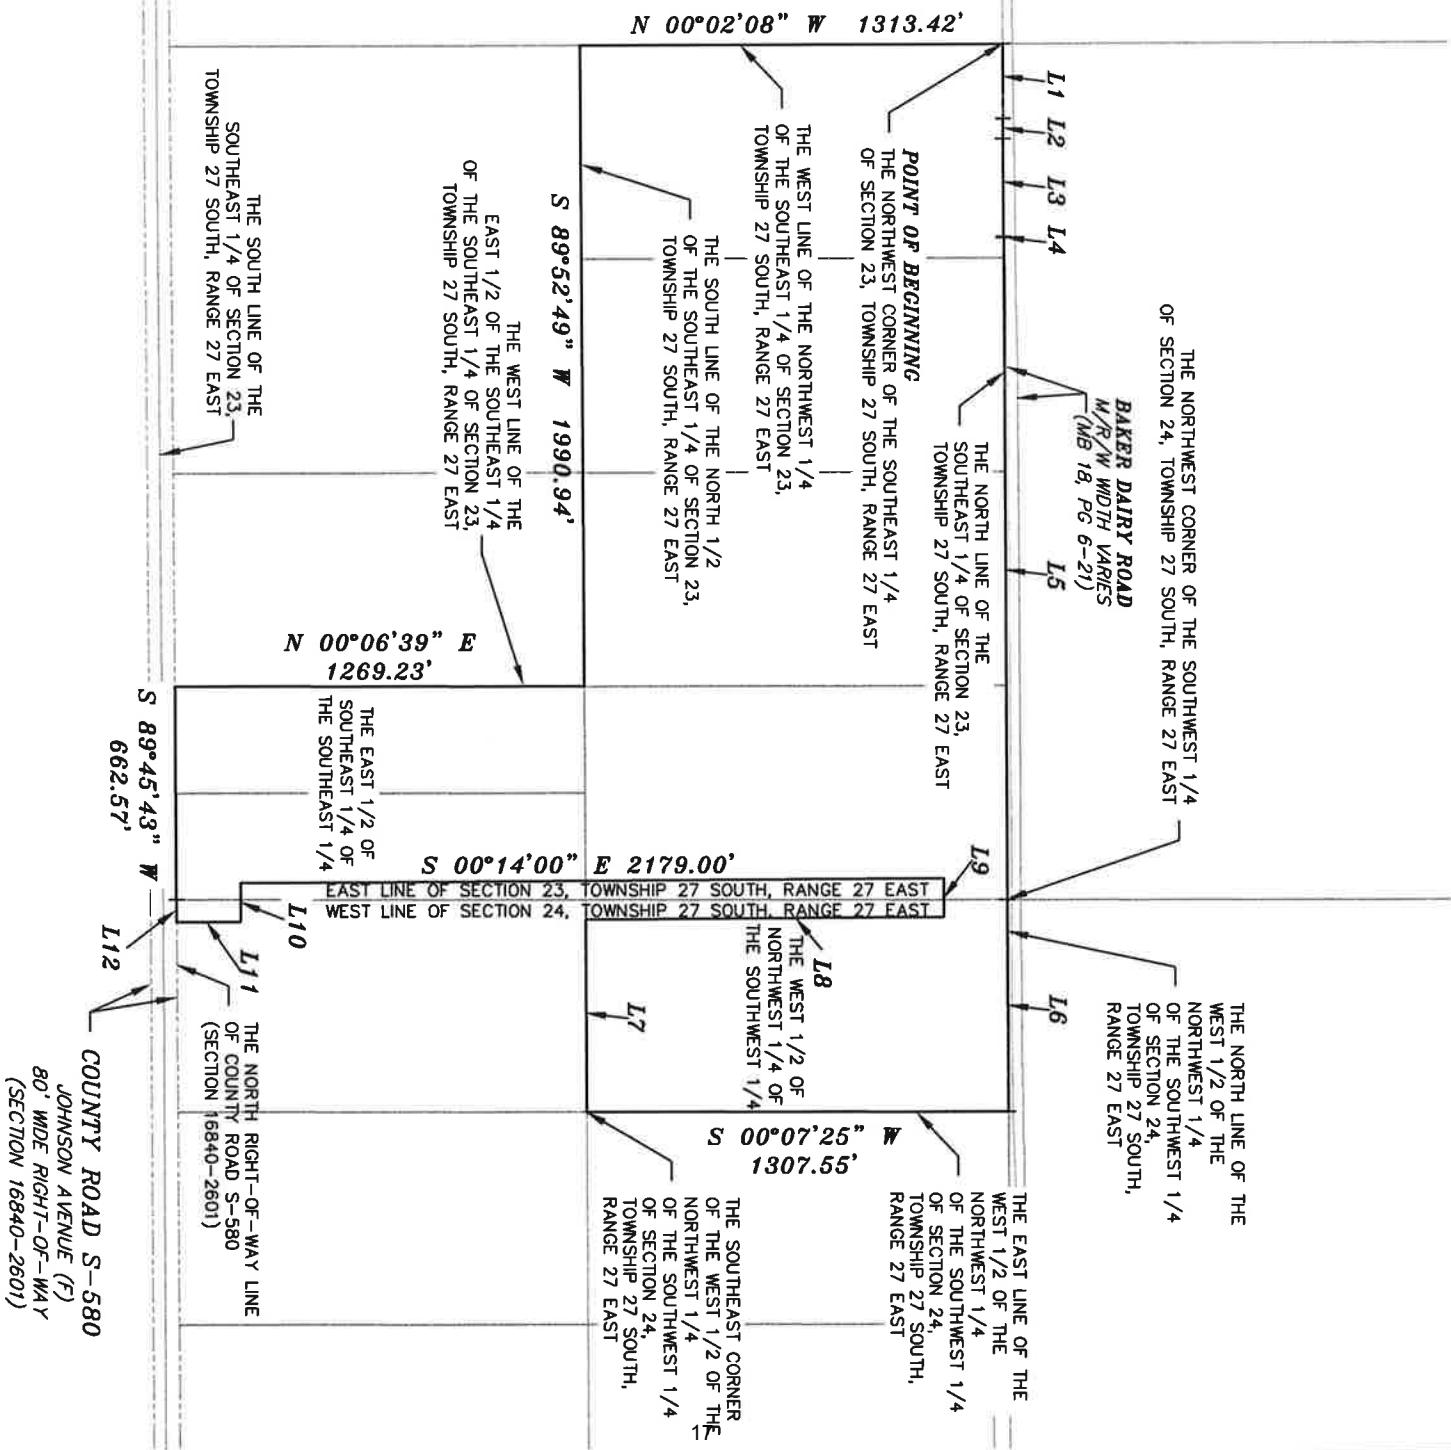 N 00°02'08" W 1313.42'
L1
L2
L3
L4
L5
L6
THE NORTHWEST CORNER OF THE SOUTHWEST 1/4
OF SECTION 24, TOWNSHIP 27 SOUTH, RANGE 27 EAST
BAKER DAIRY ROAD
M/R/W WIDTH VARIES
(MB 18, PG 6-21)
THE NORTH LINE OF THE
WEST 1/2 OF THE
NORTHWEST 1/4
OF THE SOUTHWEST 1/4
OF SECTION 24,
TOWNSHIP 27 SOUTH,
RANGE 27 EAST
THE NORTH LINE OF THE
SOUTHEAST 1/4 OF SECTION 23,
TOWNSHIP 27 SOUTH, RANGE 27 EAST
POINT OF BEGINNING
THE NORTHWEST CORNER OF THE SOUTHEAST 1/4
OF SECTION 23, TOWNSHIP 27 SOUTH, RANGE 27 EAST
THE WEST LINE OF THE NORTHWEST 1/4
OF THE SOUTHEAST 1/4 OF SECTION 23,
TOWNSHIP 27 SOUTH, RANGE 27 EAST
THE SOUTH LINE OF THE NORTH 1/2
OF THE SOUTHEAST 1/4 OF SECTION 23,
TOWNSHIP 27 SOUTH, RANGE 27 EAST
S 89°52'49" W 1990.94'
THE WEST LINE OF THE
EAST 1/2 OF THE SOUTHEAST 1/4
OF THE SOUTHEAST 1/4 OF SECTION 23,
TOWNSHIP 27 SOUTH, RANGE 27 EAST
THE SOUTH LINE OF THE
SOUTHEAST 1/4 OF SECTION 23,
TOWNSHIP 27 SOUTH, RANGE 27 EAST
N 00°06'39" E
1269.23'
THE EAST 1/2 OF
SOUTHEAST 1/4 OF
THE SOUTHEAST 1/4
S 89°45'43" W
662.57'
S 00°14'00" E 2179.00'
EAST LINE OF SECTION 23, TOWNSHIP 27 SOUTH, RANGE 27 EAST
WEST LINE OF SECTION 24, TOWNSHIP 27 SOUTH, RANGE 27 EAST
L9
L8
THE WEST 1/2 OF
NORTHWEST 1/4 OF
THE SOUTHWEST 1/4
L7
L10
L11
L12
S 00°07'25" W
1307.55'
THE EAST LINE OF THE
WEST 1/2 OF THE
NORTHWEST 1/4
OF THE SOUTHWEST 1/4
OF SECTION 24,
TOWNSHIP 27 SOUTH,
RANGE 27 EAST
THE SOUTHEAST CORNER
OF THE WEST 1/2 OF THE
NORTHWEST 1/4
OF THE SOUTHWEST 1/4
OF SECTION 24,
TOWNSHIP 27 SOUTH,
RANGE 27 EAST
THE NORTH RIGHT-OF-WAY LINE
OF COUNTY ROAD S-580
(SECTION 16840-2601)
COUNTY ROAD S-580
JOHNSON AVENUE (F)
80' WIDE RIGHT-OF-WAY
(SECTION 16840-2601)
17